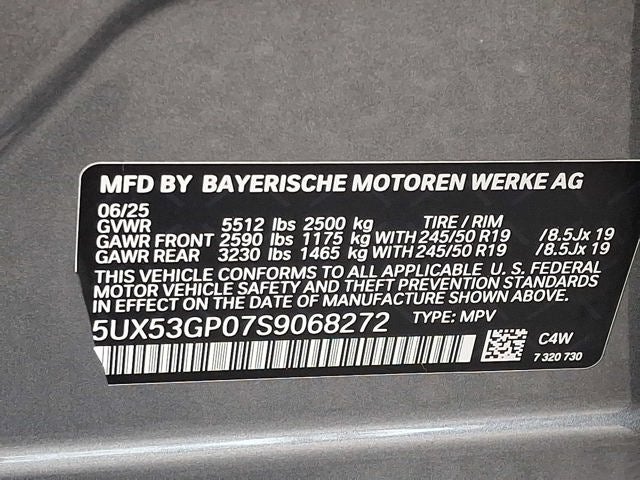 MFD BY BAYERISCHE MOTOREN WERKE AG
06/25
GVWR 5512 lbs 2500 kg TIRE / RIM
GAWR FRONT 2590 lbs 1175 kg WITH 245/50 R19 /8.5Jx 19
GAWR REAR 3230 lbs 1465 kg WITH 245/50 R19 /8.5Jx 19
THIS VEHICLE CONFORMS TO ALL APPLICABLE U. S. FEDERAL
MOTOR VEHICLE SAFETY AND THEFT PREVENTION STANDARDS
IN EFFECT ON THE DATE OF MANUFACTURE SHOWN ABOVE.
5UX53GP07S9068272 TYPE: MPV
C4W
7 320 730